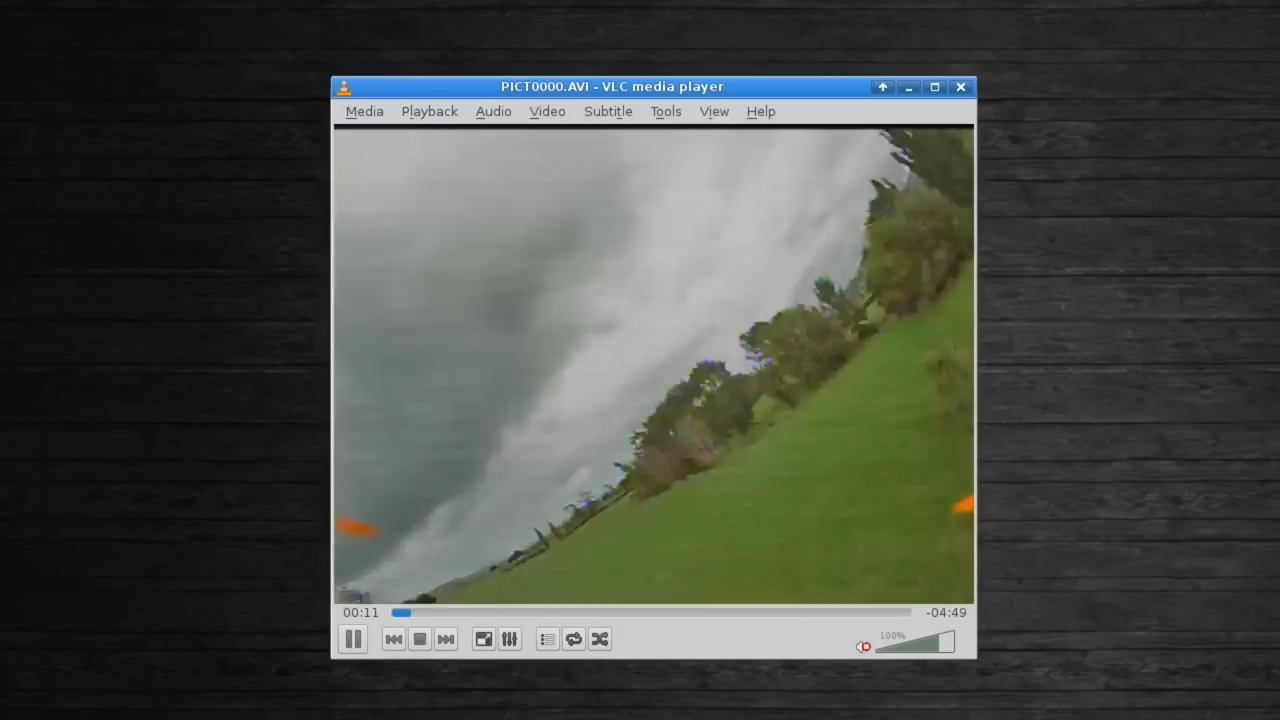 PICT0000.AVI - VLC media player
Media Playback Audio Video Subtitle Tools View Help
00:11 -04:49
100%